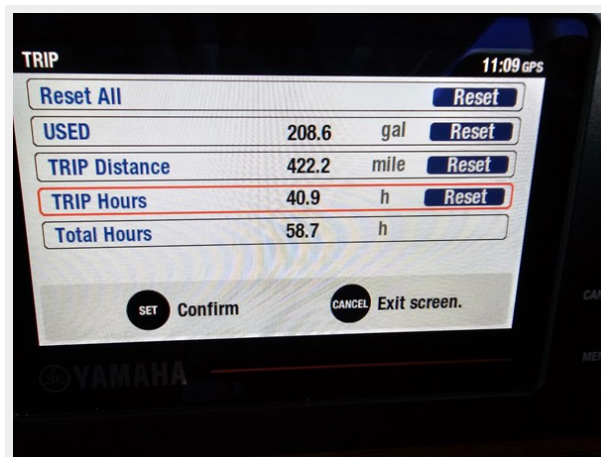 TRIP 11:09 GPS
Reset All Reset
USED 208.6 gal Reset
TRIP Distance 422.2 mile Reset
TRIP Hours 40.9 h Reset
Total Hours 58.7 h
SET Confirm CANCEL Exit screen.
YAMAHA